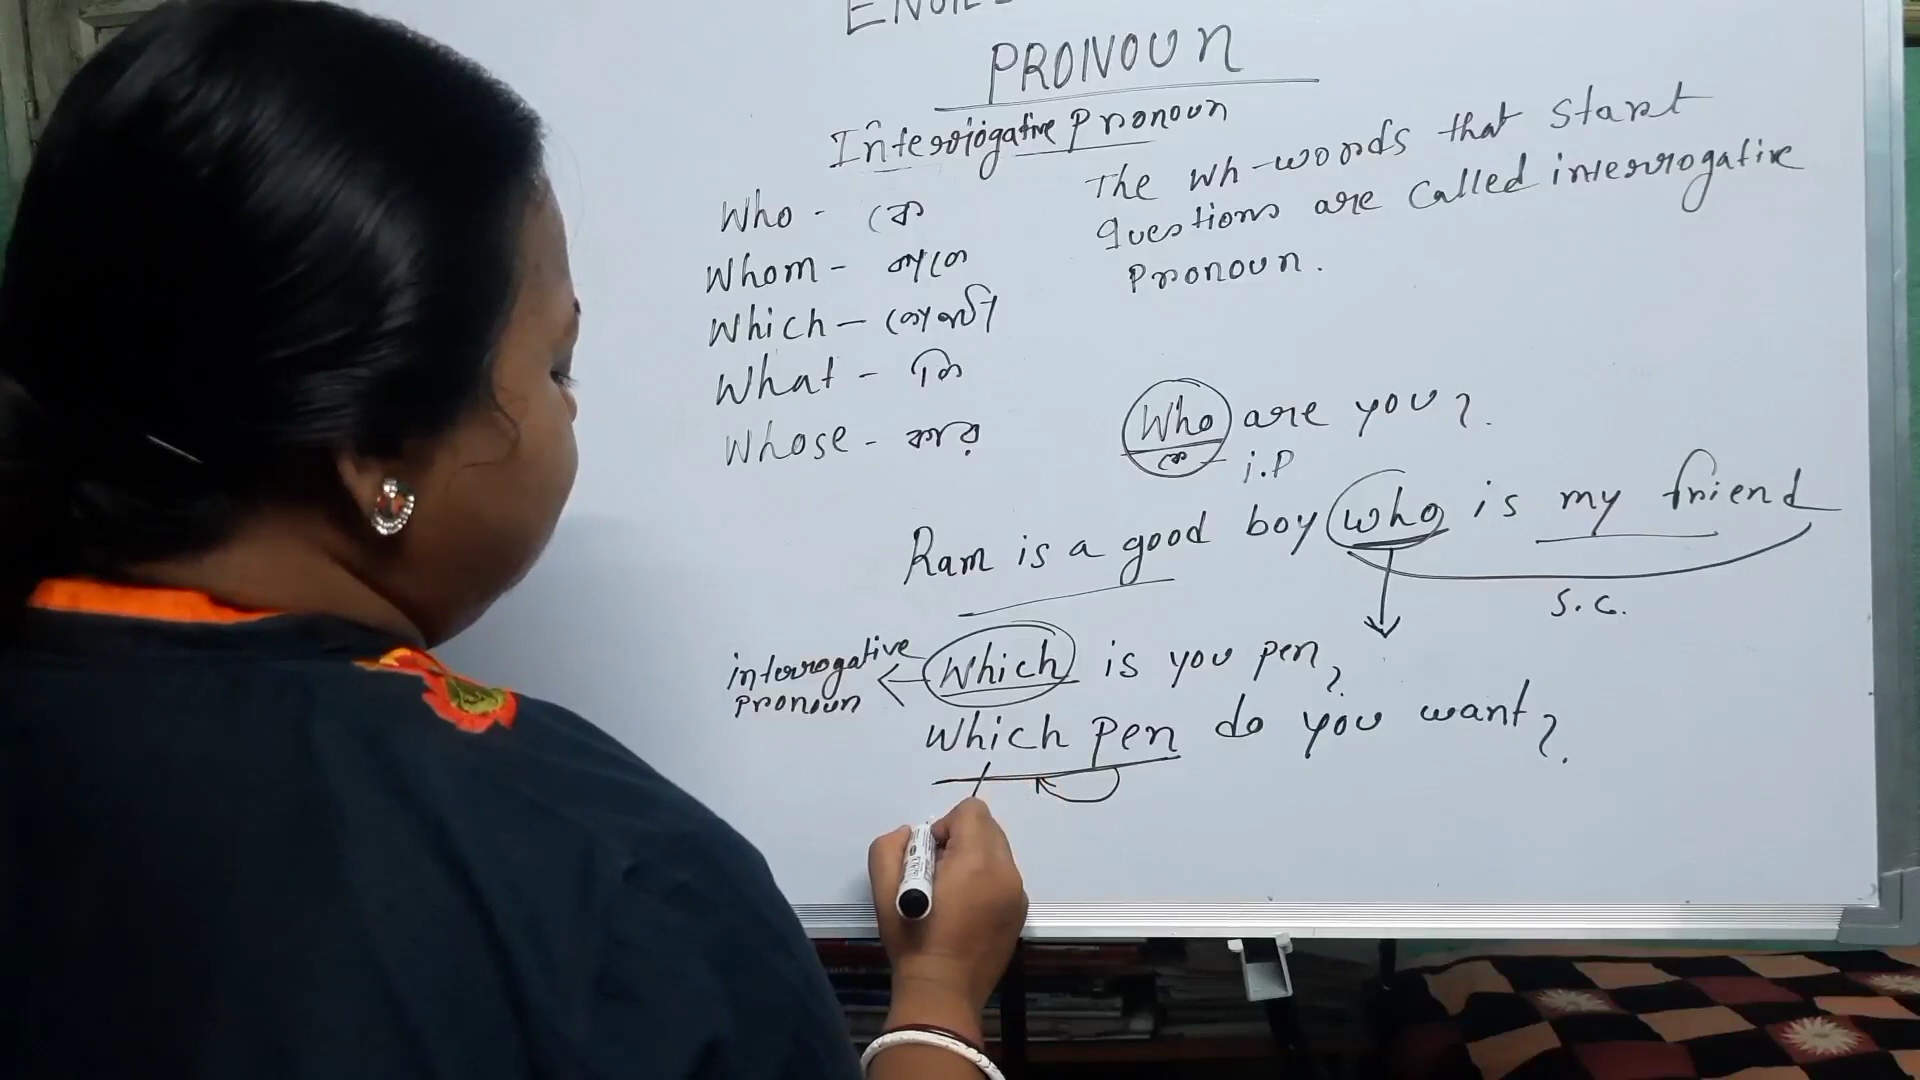 PRONOUN
Interriogative Pronoun
The wh-words that start
questions are called interrogative
pronoun.
Who - কে
Whom - কাকে
Which - কোনটি
What - কি
Whose - কার
Who are you?
কে - i.P
Ram is a good boy who is my friend
S.C.
interrogative
pronoun
Which is you pen?
Which pen do you want?